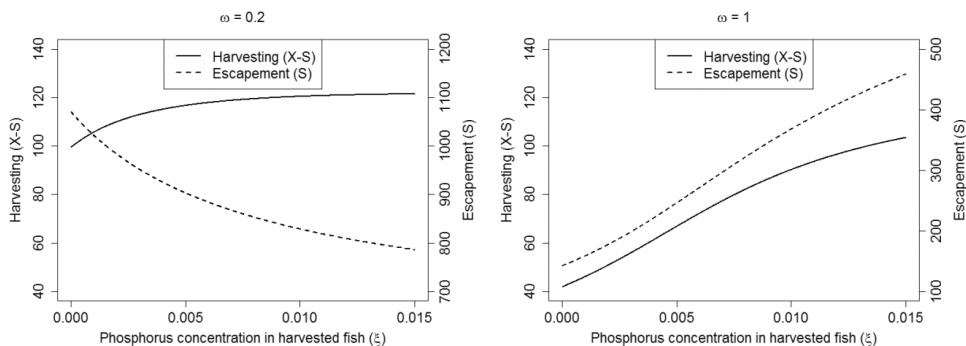 ω = 0.2
Harvesting (X-S)
Escapement (S)
140
120
100
80
60
40
Harvesting (X-S)
1200
1100
1000
900
800
700
Escapement (S)
0.000 0.005 0.010 0.015
Phosphorus concentration in harvested fish (ξ)
ω = 1
Harvesting (X-S)
Escapement (S)
140
120
100
80
60
40
Harvesting (X-S)
500
400
300
200
100
Escapement (S)
0.000 0.005 0.010 0.015
Phosphorus concentration in harvested fish (ξ)